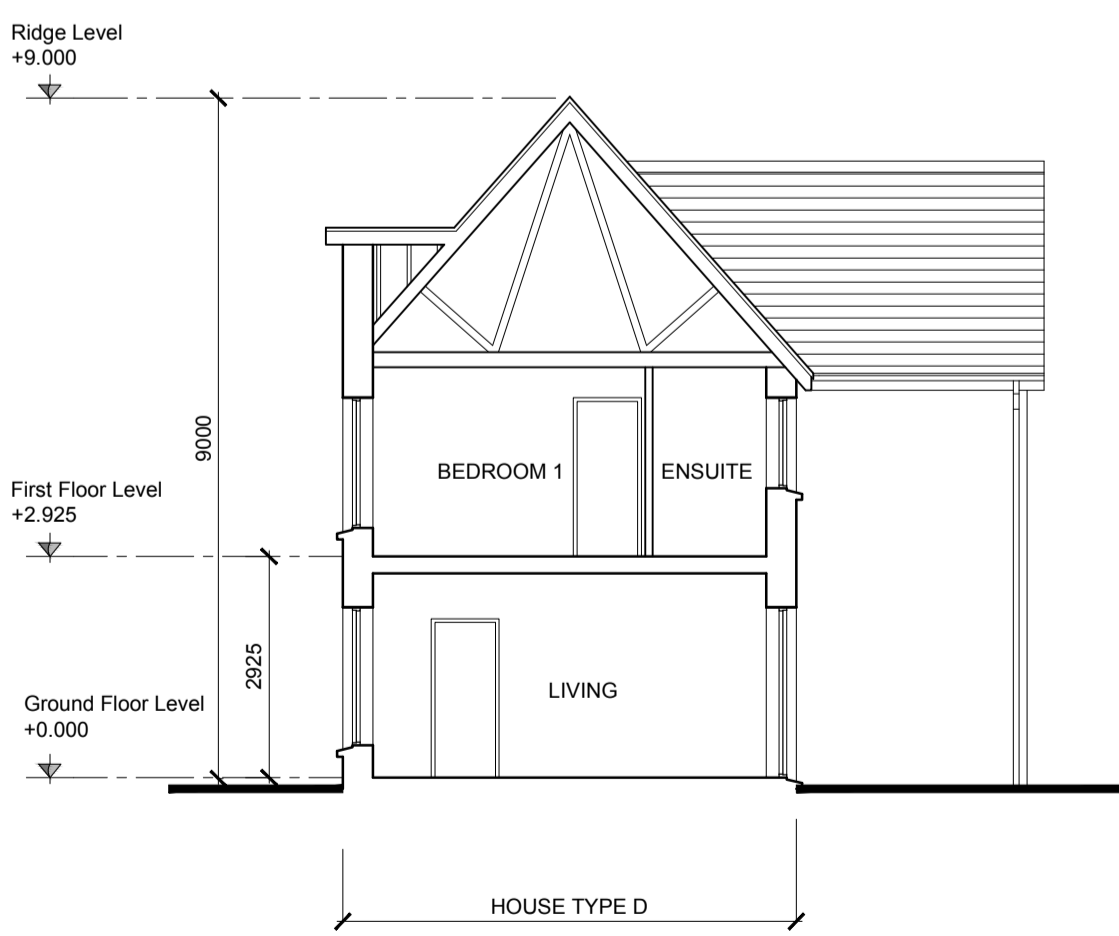 Ridge Level
+9.000
9000
First Floor Level
+2.925
BEDROOM 1
ENSUITE
2925
LIVING
Ground Floor Level
+0.000
HOUSE TYPE D